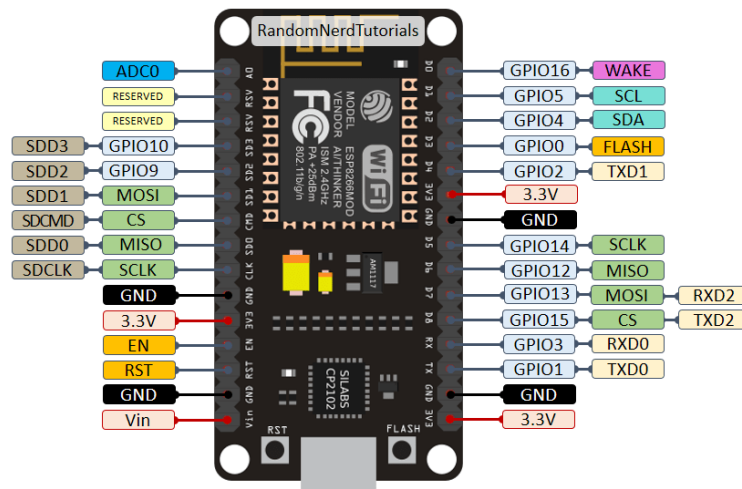 RandomNerdTutorials
ADC0
RESERVED
RESERVED
SDD3 GPIO10
SDD2 GPIO9
SDD1 MOSI
SDCMD CS
SDD0 MISO
SDCLK SCLK
GND
3.3V
EN
RST
GND
Vin
A0
RSV
RSV
SD3
SD2
SD1
CMD
SD0
CLK
GND
3V3
EN
RST
GND
Vin
MODEL
VENDOR
ESP8266MOD
AI/THINKER
ISM 2.4GHz
PA +25dBm
802.11b/g/n
FC
WiFi
AM1117
SILABS
CP2102
RST
FLASH
D0
D1
D2
D3
D4
3V3
GND
D5
D6
D7
D8
RX
TX
GND
3V3
GPIO16 WAKE
GPIO5 SCL
GPIO4 SDA
GPIO0 FLASH
GPIO2 TXD1
3.3V
GND
GPIO14 SCLK
GPIO12 MISO
GPIO13 MOSI RXD2
GPIO15 CS TXD2
GPIO3 RXD0
GPIO1 TXD0
GND
3.3V